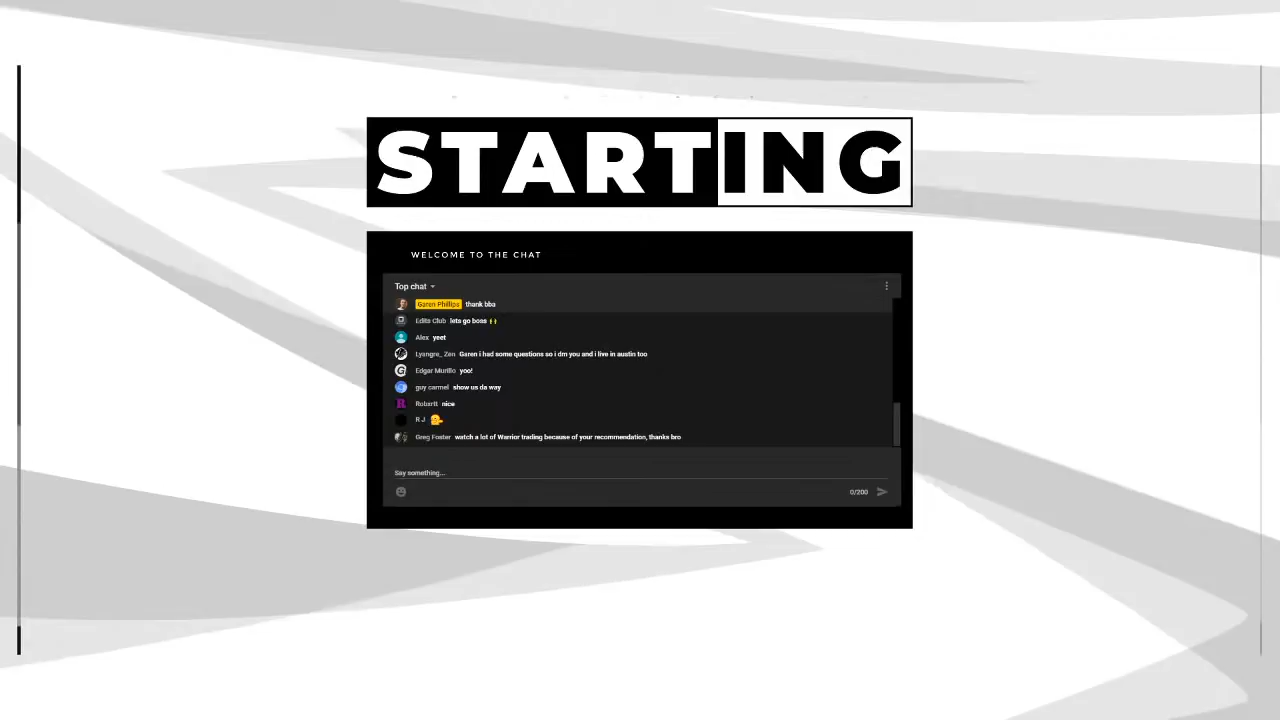 STARTING
WELCOME TO THE CHAT
Top chat
Garen Phillips thank bba
Edits Club lets go boss
Alex yeet
Lyangre_ Zen Garen i had some questions so i dm you and i live in austin too
Edgar Murillo yoo!
guy carmel show us da way
Robartt nice
R J
Greg Foster watch a lot of Warrior trading because of your recommendation, thanks bro
Say something...
0/200